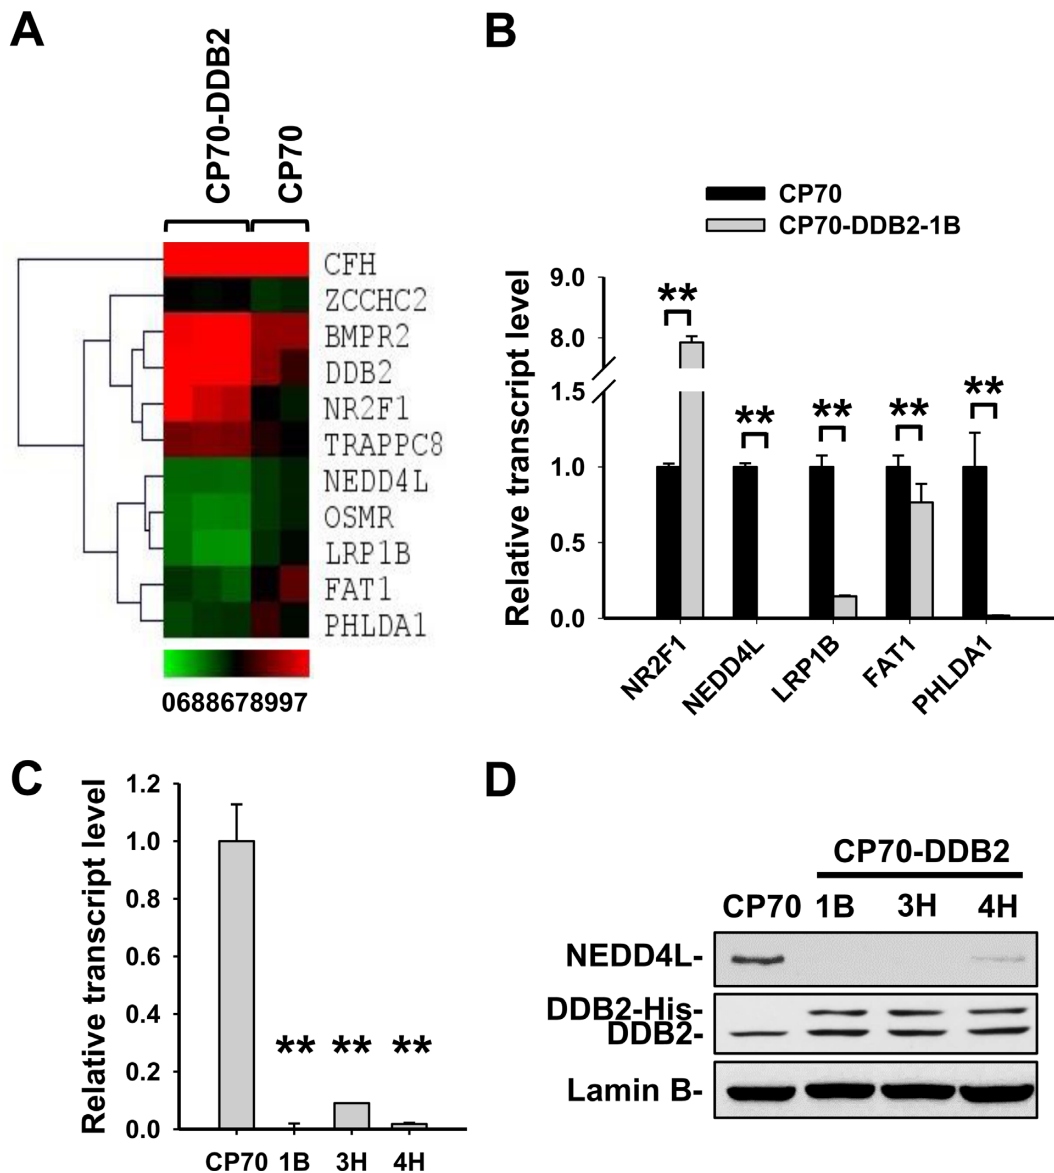 A
CP70-DDB2
CP70
CFH
ZCCHC2
BMPR2
DDB2
NR2F1
TRAPPC8
NEDD4L
OSMR
LRP1B
FAT1
PHLDA1
0688678997
B
CP70
CP70-DDB2-1B
Relative transcript level
9.0
8.0
1.5
1.0
0.5
0.0
**
**
**
**
**
NR2F1
NEDD4L
LRP1B
FAT1
PHLDA1
C
Relative transcript level
1.2
1.0
0.8
0.6
0.4
0.2
0.0
** ** **
CP70 1B 3H 4H
D
CP70-DDB2
CP70 1B 3H 4H
NEDD4L-
DDB2-His-
DDB2-
Lamin B-